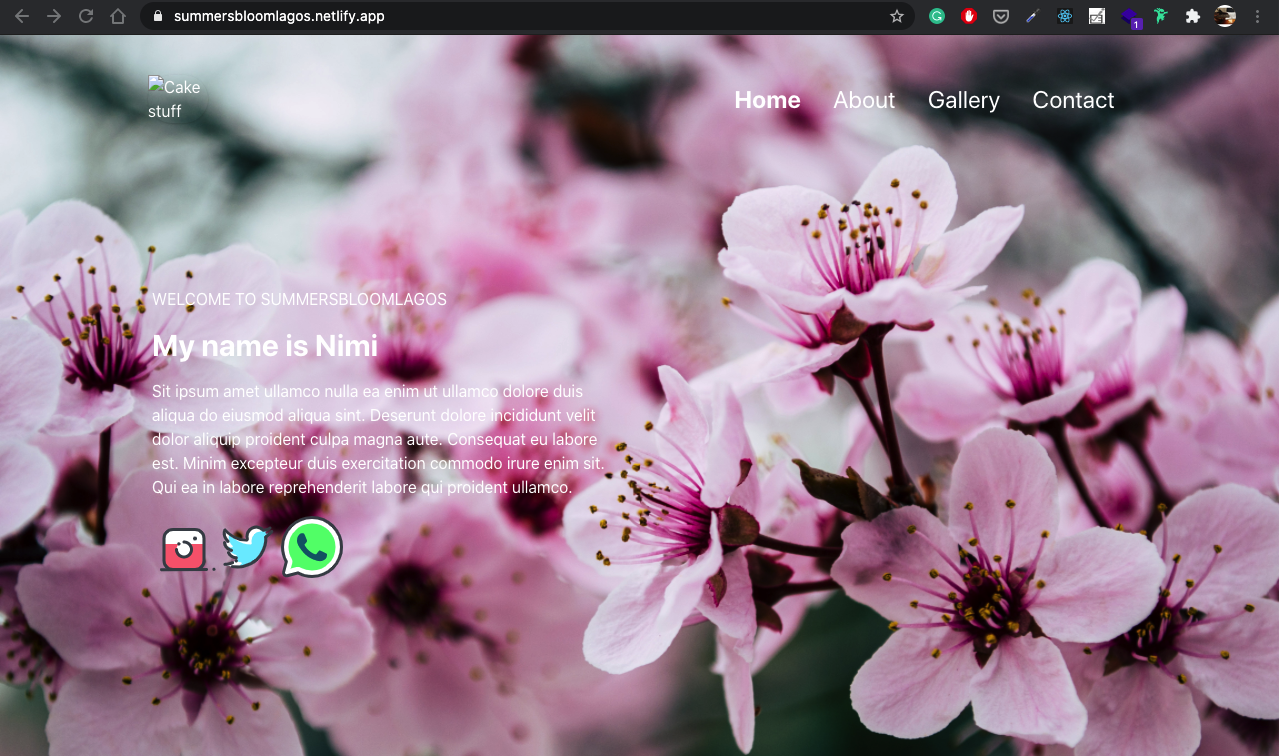 summersbloomlagos.netlify.app
1
Cake
stuff
Home About Gallery Contact
WELCOME TO SUMMERSBLOOMLAGOS
My name is Nimi
Sit ipsum amet ullamco nulla ea enim ut ullamco dolore duis
aliqua do eiusmod aliqua sint. Deserunt dolore incididunt velit
dolor aliquip proident culpa magna aute. Consequat eu labore
est. Minim excepteur duis exercitation commodo irure enim sit.
Qui ea in labore reprehenderit labore qui proident ullamco.